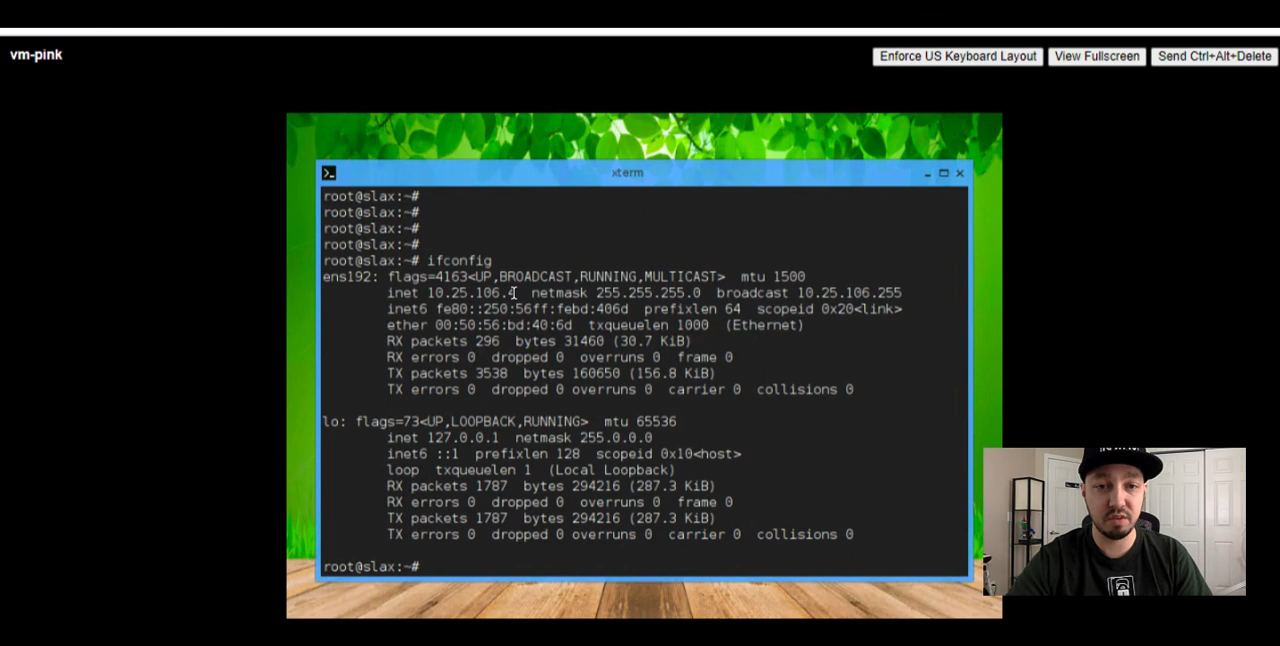 vm-pink
Enforce US Keyboard Layout
View Fullscreen
Send Ctrl+Alt+Delete
xterm
root@slax:~#
root@slax:~#
root@slax:~#
root@slax:~#
root@slax:~# ifconfig
ens192: flags=4163<UP,BROADCAST,RUNNING,MULTICAST>  mtu 1500
inet 10.25.106.4  netmask 255.255.255.0  broadcast 10.25.106.255
inet6 fe80::250:56ff:febd:406d  prefixlen 64  scopeid 0x20<link>
ether 00:50:56:bd:40:6d  txqueuelen 1000  (Ethernet)
RX packets 296  bytes 31460 (30.7 KiB)
RX errors 0  dropped 0  overruns 0  frame 0
TX packets 3538  bytes 160650 (156.8 KiB)
TX errors 0  dropped 0 overruns 0  carrier 0  collisions 0
lo: flags=73<UP,LOOPBACK,RUNNING>  mtu 65536
inet 127.0.0.1  netmask 255.0.0.0
inet6 ::1  prefixlen 128  scopeid 0x10<host>
loop  txqueuelen 1  (Local Loopback)
RX packets 1787  bytes 294216 (287.3 KiB)
RX errors 0  dropped 0  overruns 0  frame 0
TX packets 1787  bytes 294216 (287.3 KiB)
TX errors 0  dropped 0 overruns 0  carrier 0  collisions 0
root@slax:~#